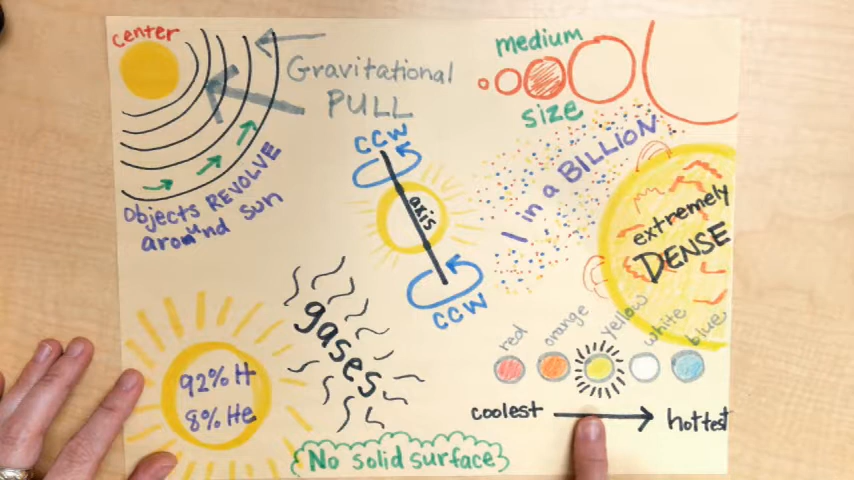 center
Gravitational
PULL
Objects REVOLVE
around sun
medium
size
CCW
axis
CCW
1 in a BILLION
extremely
DENSE
92% H
8% He
gases
No solid surface
red
orange
yellow
white
blue
coolest
hottest